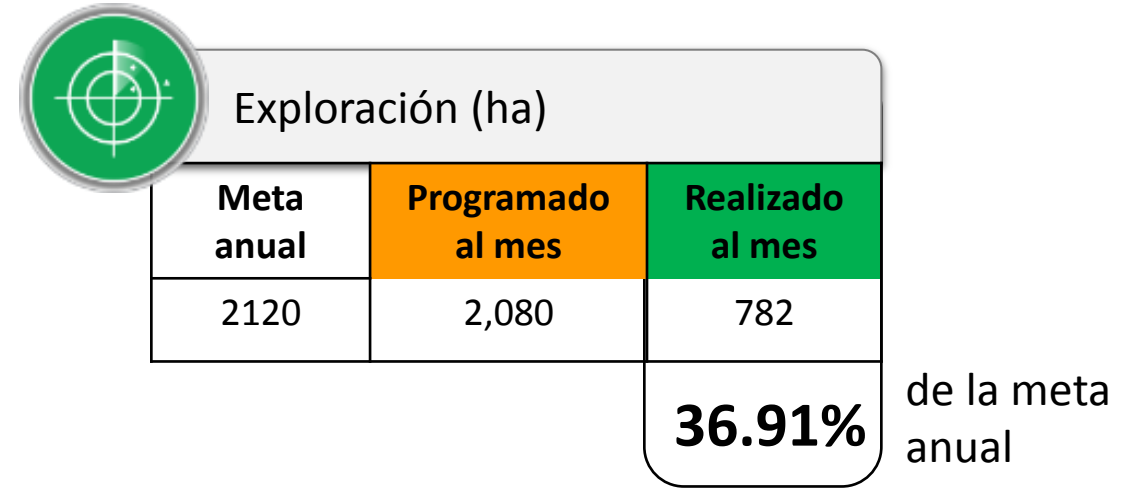 Exploración (ha)
Meta anual
Programado al mes
Realizado al mes
2120
2,080
782
36.91%
de la meta
anual